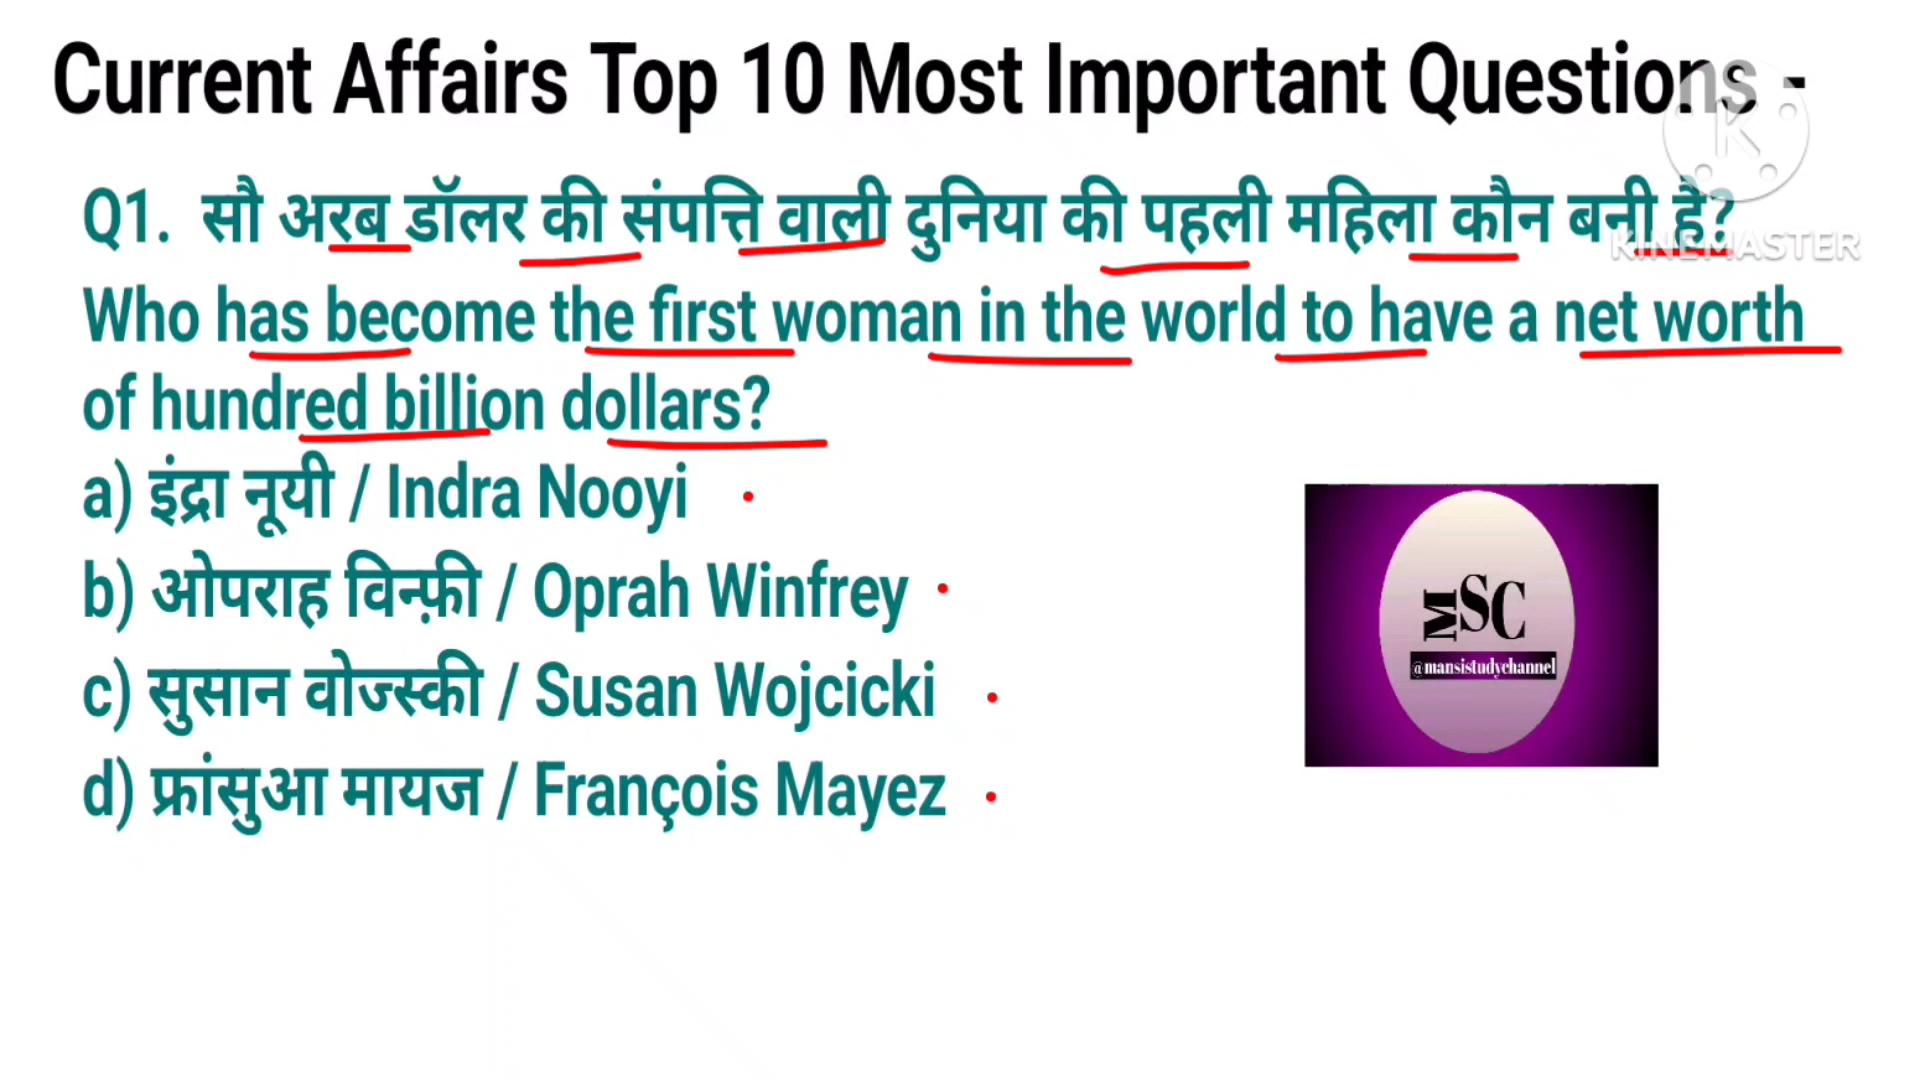 Current Affairs Top 10 Most Important Questions -
Q1. सौ अरब डॉलर की संपत्ति वाली दुनिया की पहली महिला कौन बनी है?
Who has become the first woman in the world to have a net worth
of hundred billion dollars?
a) इंद्रा नूयी / Indra Nooyi
b) ओपराह विन्फ़्री / Oprah Winfrey
c) सुसान वोज्स्की / Susan Wojcicki
d) फ्रांसुआ मायज / François Mayez
K
KINEMASTER
MSC
@mansistudychannel